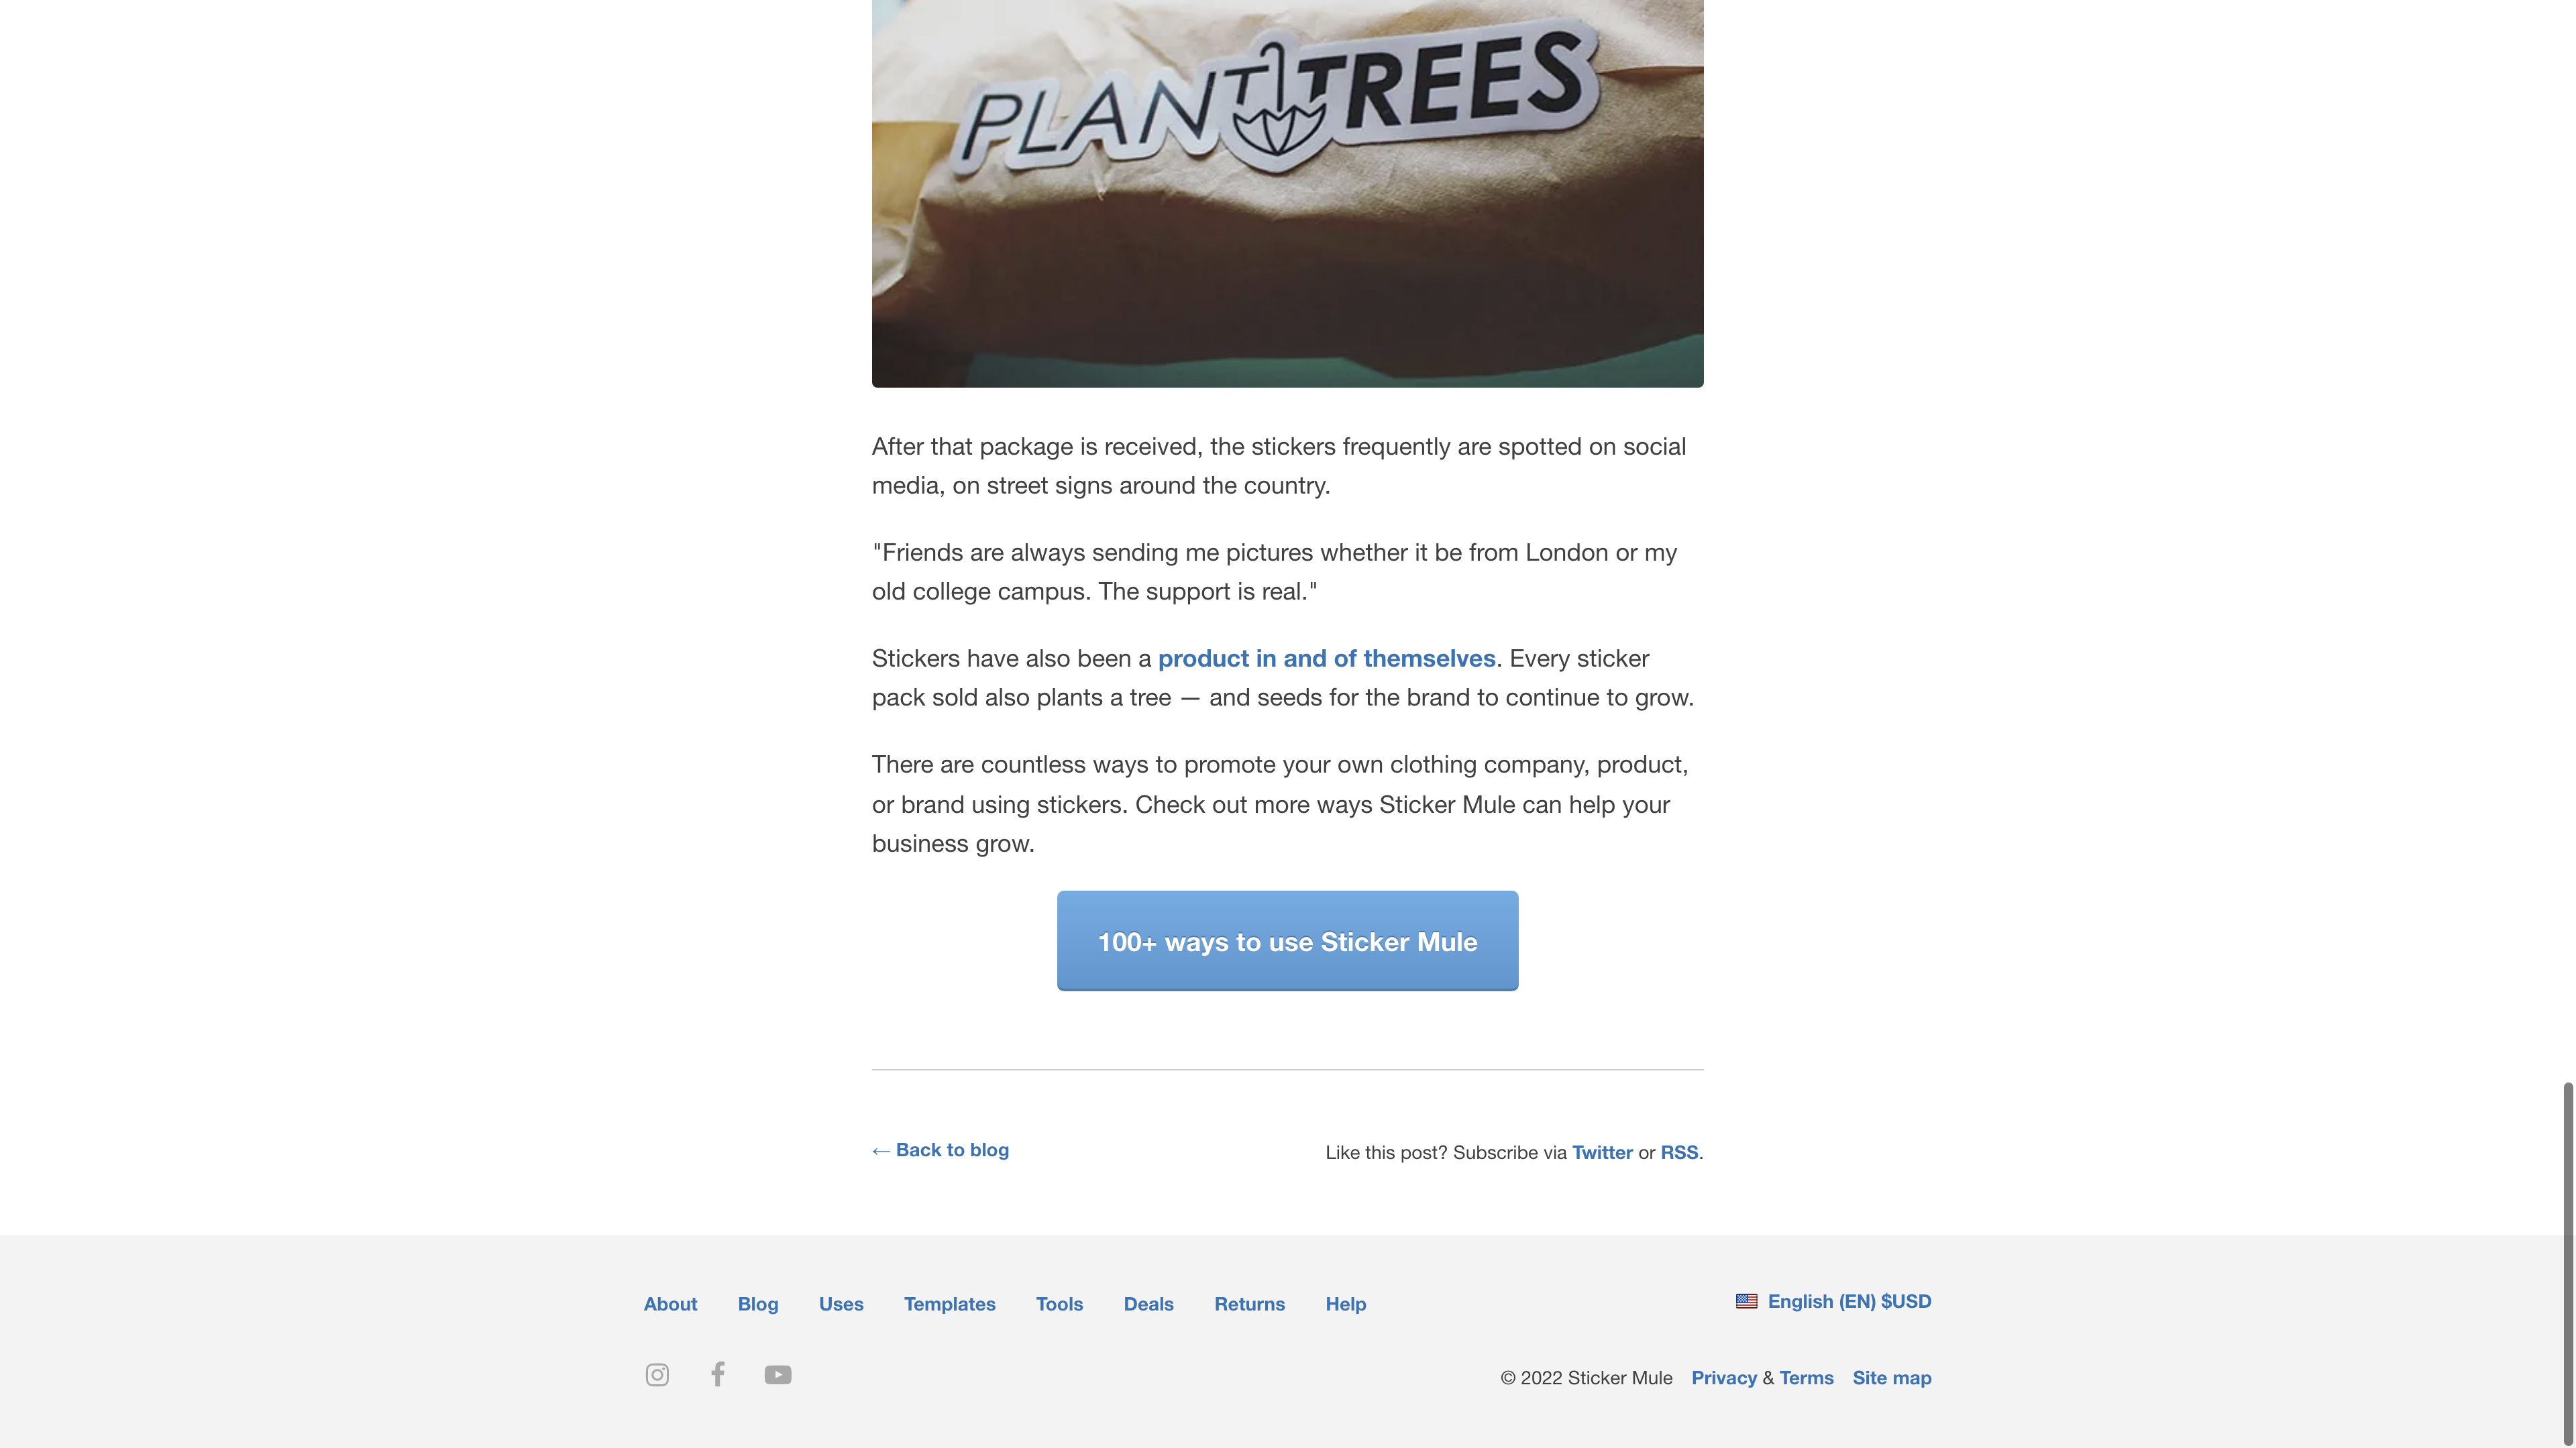 PLANT TREES
After that package is received, the stickers frequently are spotted on social
media, on street signs around the country.
"Friends are always sending me pictures whether it be from London or my
old college campus. The support is real."
Stickers have also been a product in and of themselves. Every sticker
pack sold also plants a tree — and seeds for the brand to continue to grow.
There are countless ways to promote your own clothing company, product,
or brand using stickers. Check out more ways Sticker Mule can help your
business grow.
100+ ways to use Sticker Mule
← Back to blog
Like this post? Subscribe via Twitter or RSS.
About Blog Uses Templates Tools Deals Returns Help
English (EN) $USD
© 2022 Sticker Mule Privacy & Terms Site map